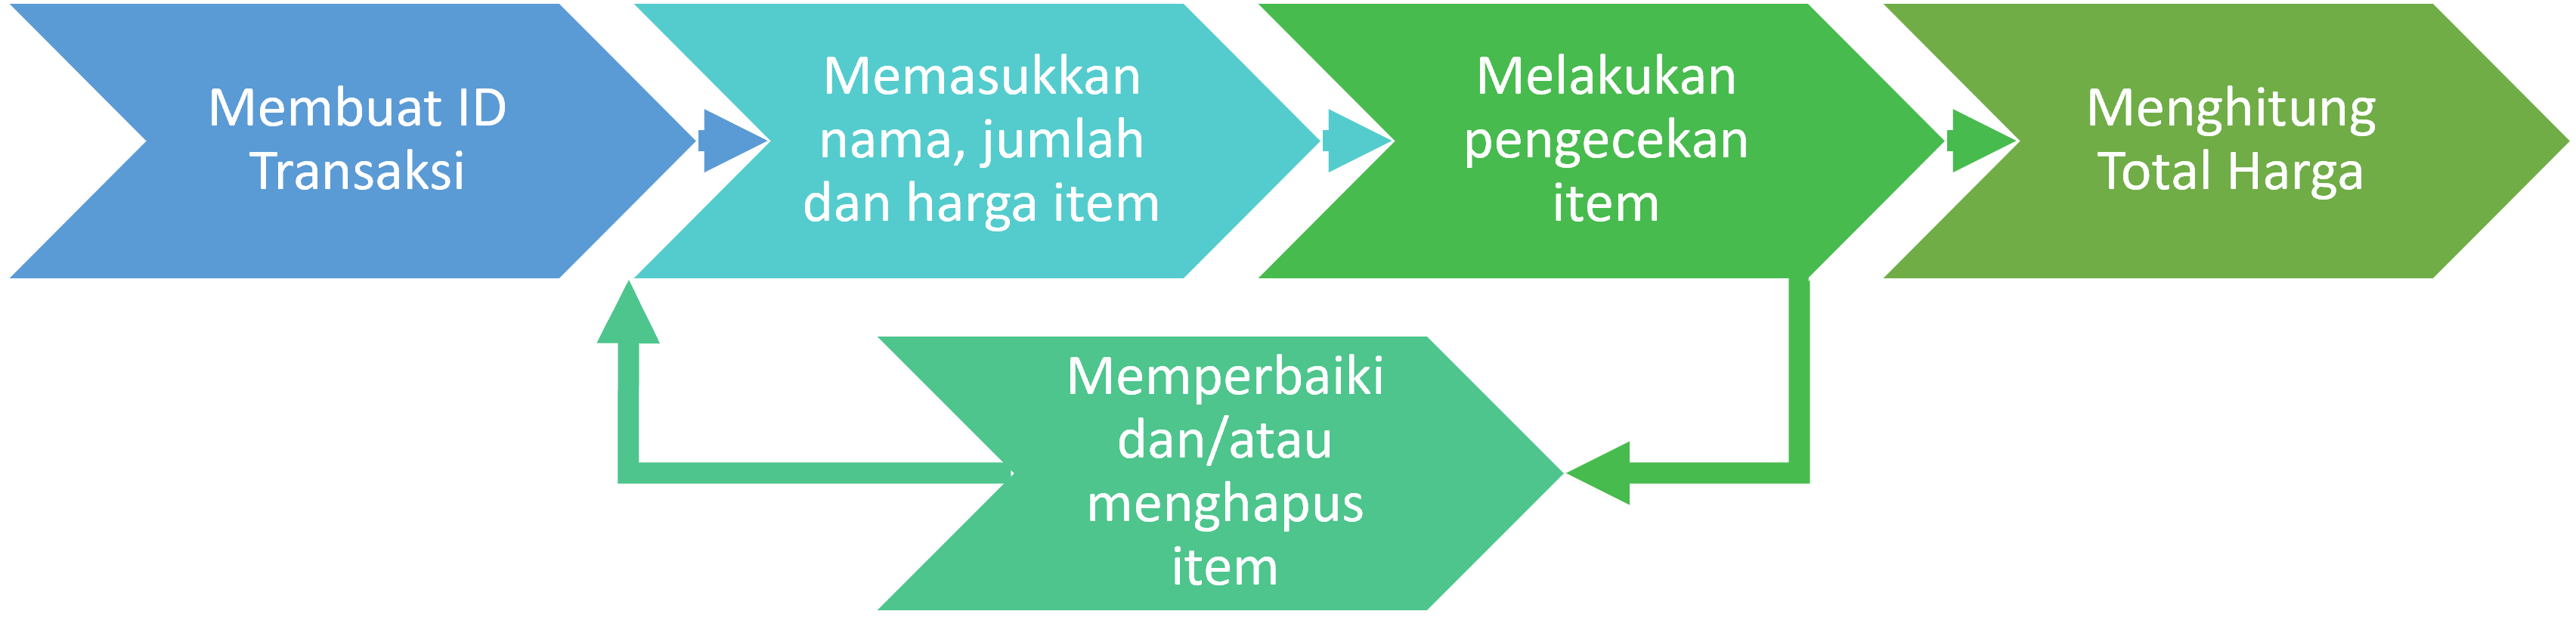 Membuat ID
Transaksi
Memasukkan
nama, jumlah
dan harga item
Melakukan
pengecekan
item
Menghitung
Total Harga
Memperbaiki
dan/atau
menghapus
item